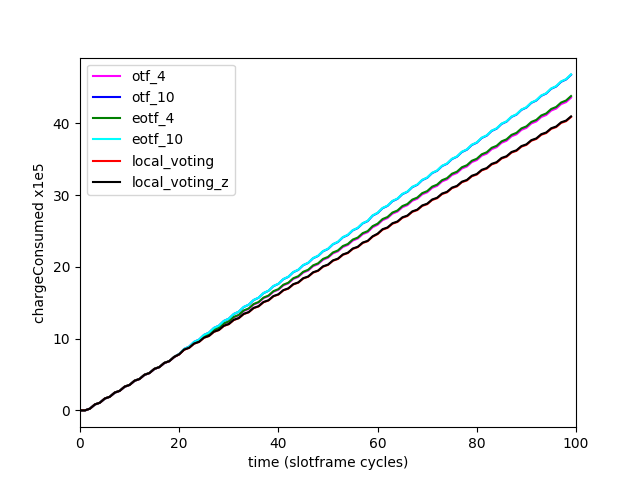 otf_4
otf_10
eotf_4
eotf_10
local_voting
local_voting_z
chargeConsumed x1e5
40
30
20
10
0
0 20 40 60 80 100
time (slotframe cycles)